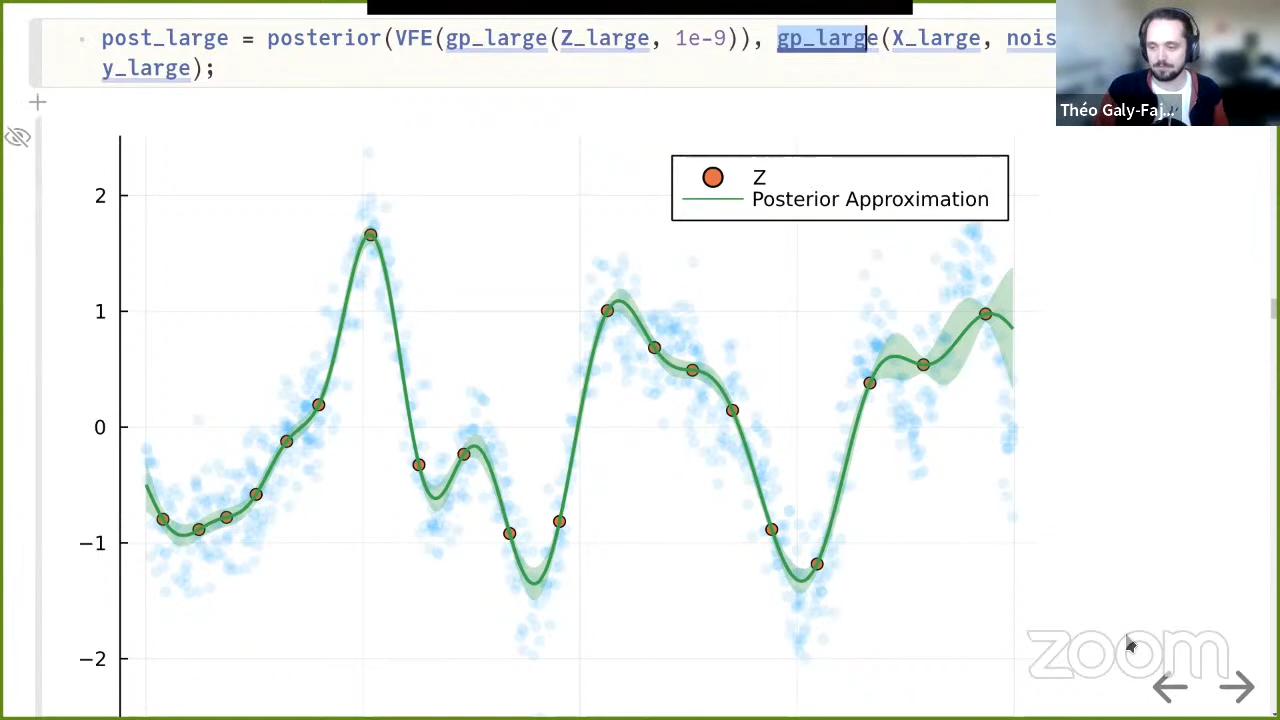 post_large = posterior(VFE(gp_large(Z_large, 1e-9)), gp_large(X_large, nois
y_large);
Théo Galy-Faj...
Z
Posterior Approximation
2
1
0
−1
−2
zoom